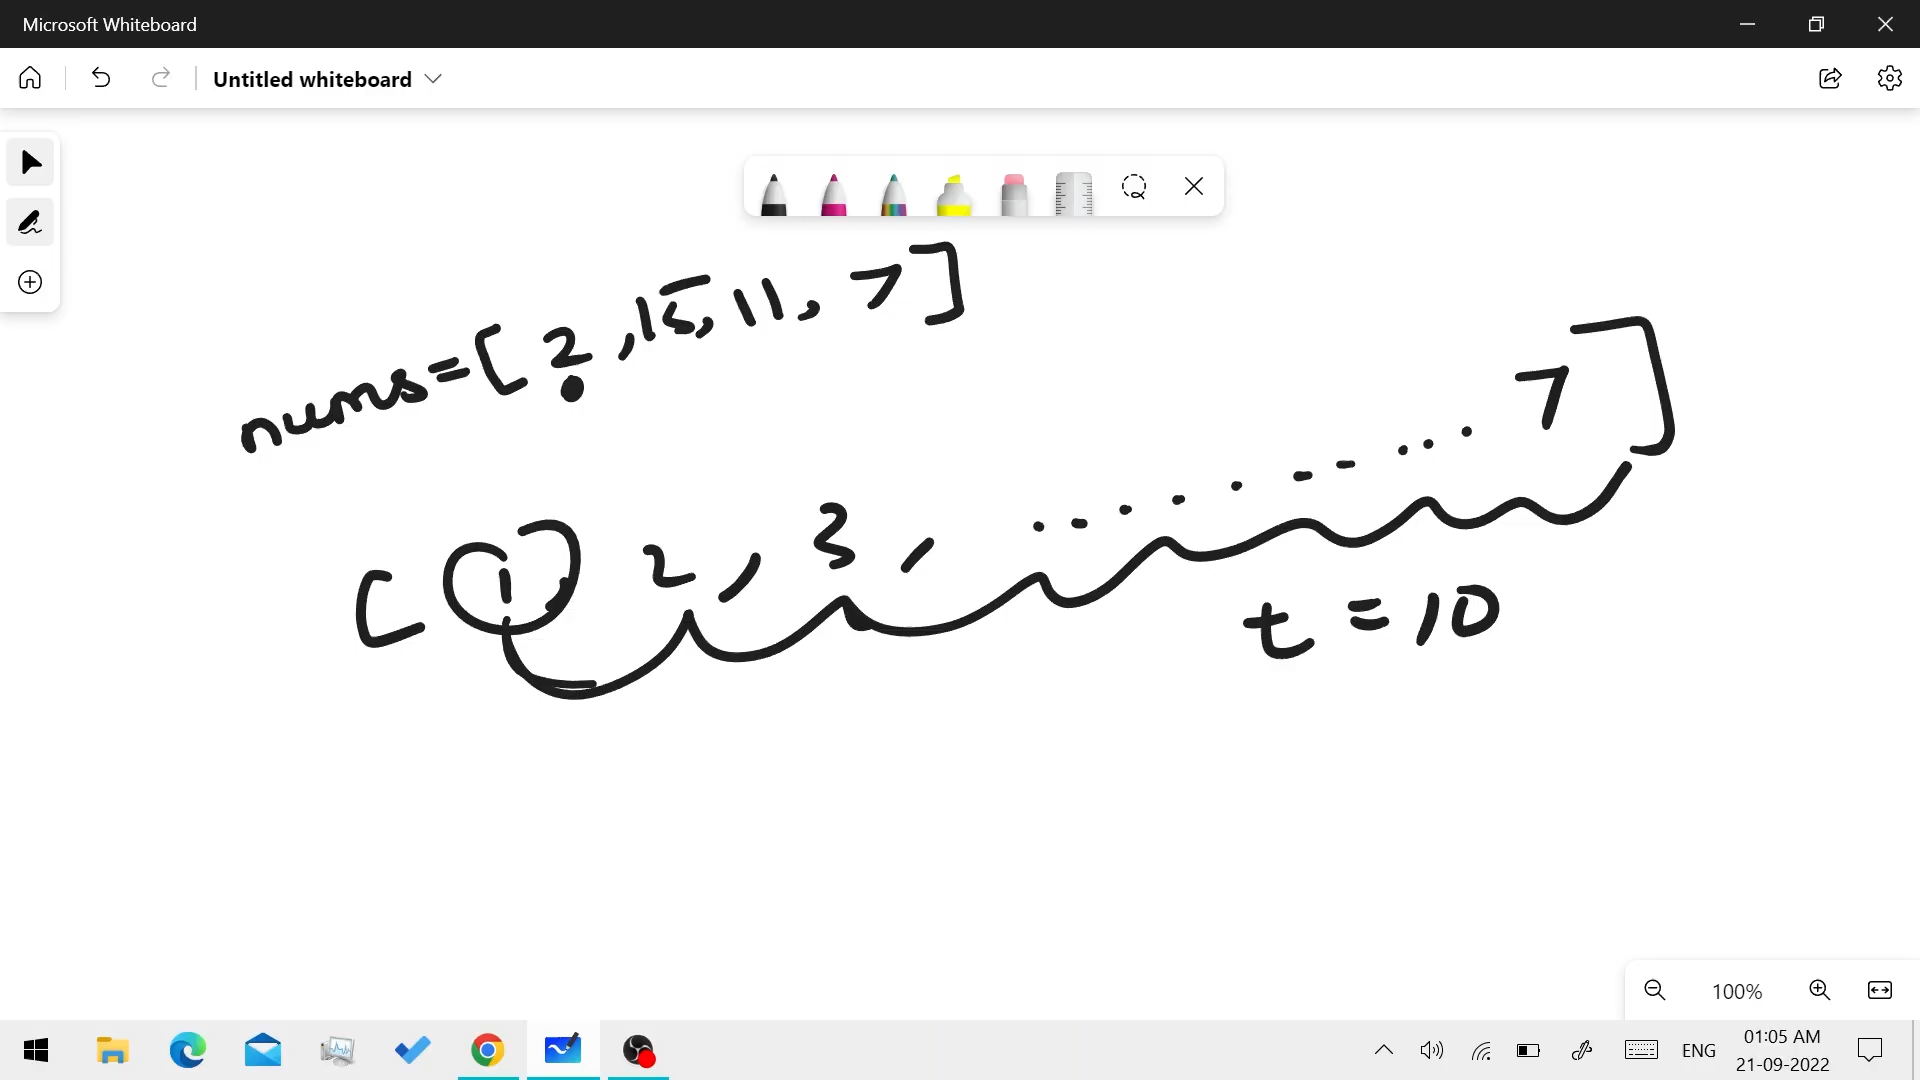 Microsoft Whiteboard
Untitled whiteboard
nums=[2,15,11,7]
[1,2,3,.................7]
t=10
100%
ENG
01:05 AM
21-09-2022